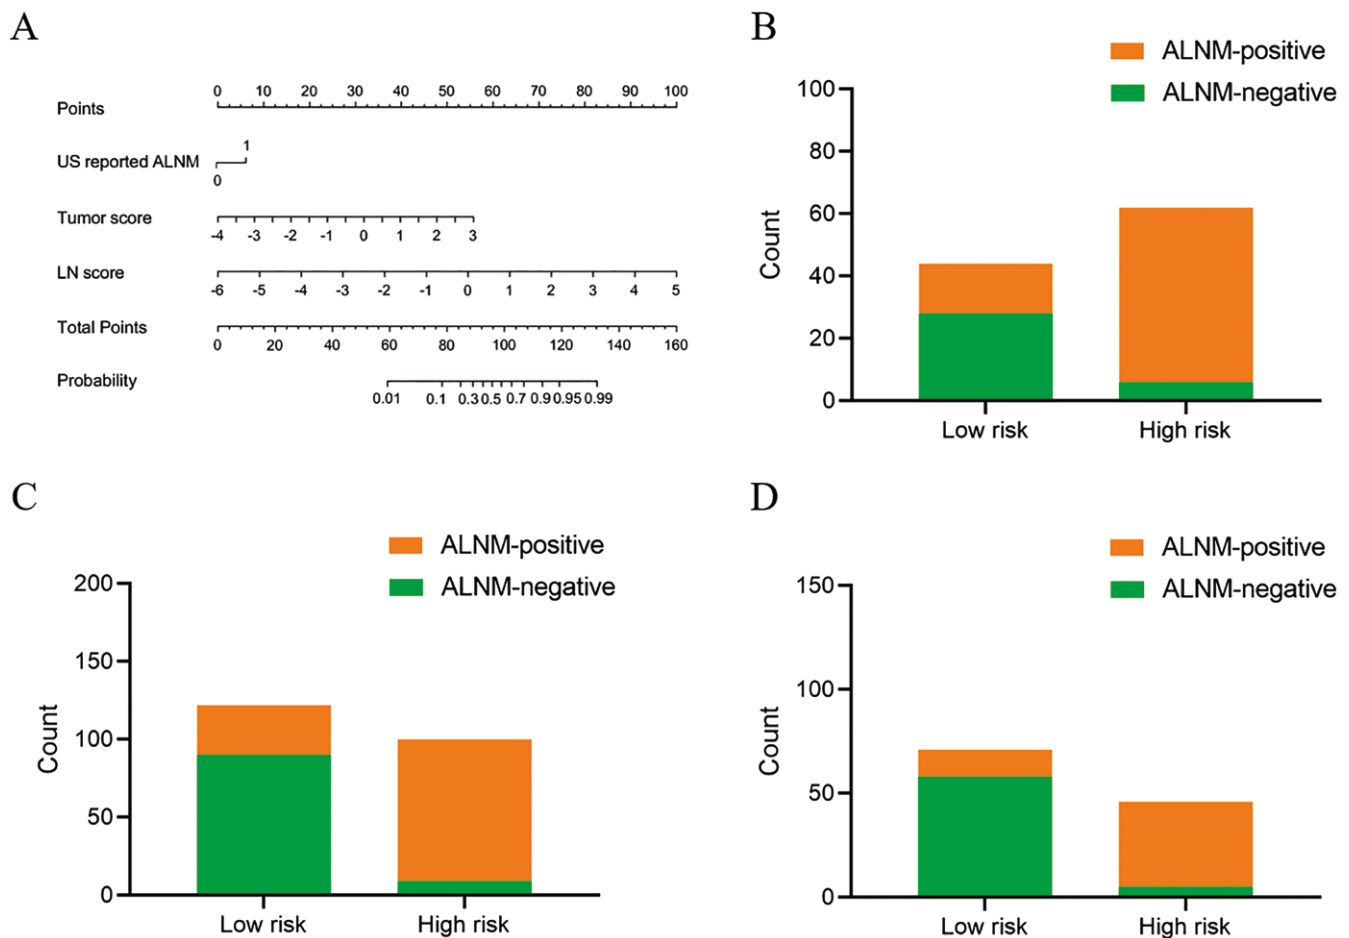 A
Points
0 10 20 30 40 50 60 70 80 90 100
US reported ALNM
1
0
Tumor score
-4 -3 -2 -1 0 1 2 3
LN score
-6 -5 -4 -3 -2 -1 0 1 2 3 4 5
Total Points
0 20 40 60 80 100 120 140 160
Probability
0.01 0.1 0.3 0.5 0.7 0.9 0.95 0.99
B
ALNM-positive
ALNM-negative
100
80
60
40
20
0
Count
Low risk High risk
C
ALNM-positive
ALNM-negative
200
150
100
50
0
Count
Low risk High risk
D
ALNM-positive
ALNM-negative
150
100
50
0
Count
Low risk High risk